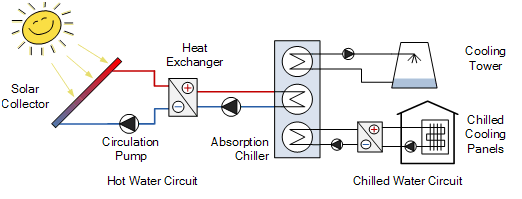 Heat
Exchanger
Cooling
Tower
Solar
Collector
Circulation
Pump
Absorption
Chiller
Chilled
Cooling
Panels
Hot Water Circuit
Chilled Water Circuit